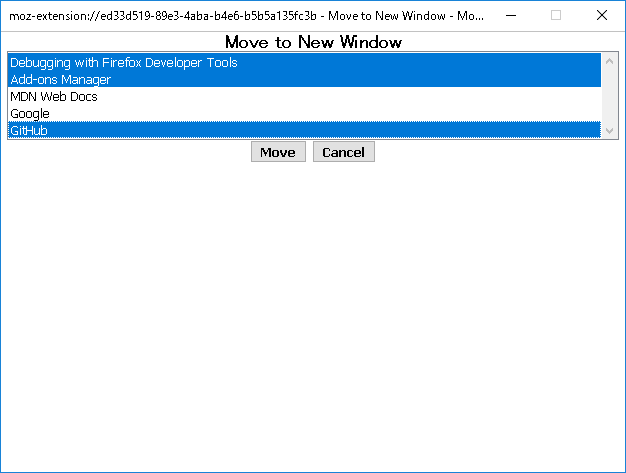 moz-extension://ed33d519-89e3-4aba-b4e6-b5b5a135fc3b - Move to New Window - Mo...
Move to New Window
Debugging with Firefox Developer Tools
Add-ons Manager
MDN Web Docs
Google
GitHub
Move Cancel